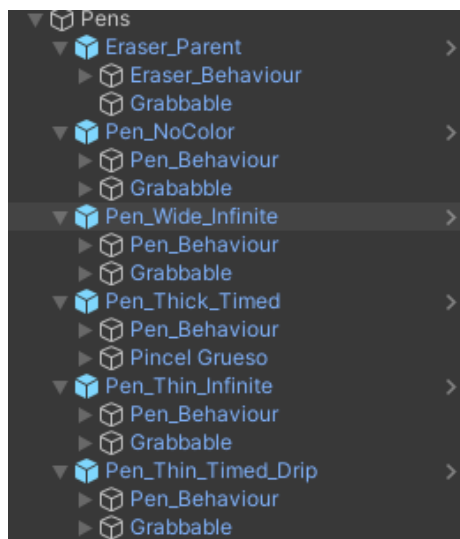 Pens
Eraser_Parent
Eraser_Behaviour
Grabbable
Pen_NoColor
Pen_Behaviour
Grababble
Pen_Wide_Infinite
Pen_Behaviour
Grabbable
Pen_Thick_Timed
Pen_Behaviour
Pincel Grueso
Pen_Thin_Infinite
Pen_Behaviour
Grabbable
Pen_Thin_Timed_Drip
Pen_Behaviour
Grabbable